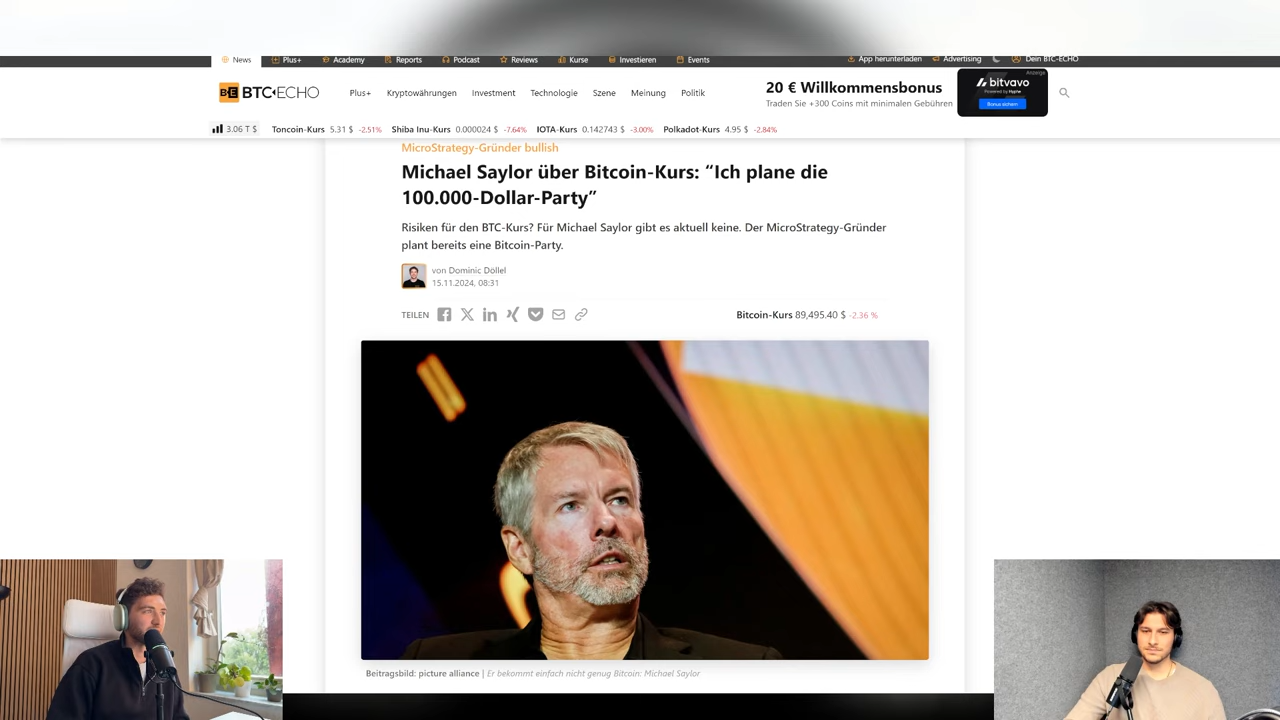 News Plus+ Academy Reports Podcast Reviews Kurse Investieren Events App herunterladen Advertising Dein BTC-ECHO
BTC-ECHO Plus+ Kryptowährungen Investment Technologie Szene Meinung Politik
20 € Willkommensbonus
Traden Sie +300 Coins mit minimalen Gebühren
Anzeige
bitvavo
Powered by Hyphe
Bonus sichern
3.06 T $ Toncoin-Kurs 5.31 $ -2.51% Shiba Inu-Kurs 0.000024 $ -7.64% IOTA-Kurs 0.142743 $ -3.00% Polkadot-Kurs 4.95 $ -2.84%
MicroStrategy-Gründer bullish
Michael Saylor über Bitcoin-Kurs: “Ich plane die
100.000-Dollar-Party”
Risiken für den BTC-Kurs? Für Michael Saylor gibt es aktuell keine. Der MicroStrategy-Gründer
plant bereits eine Bitcoin-Party.
von Dominic Döllel
15.11.2024, 08:31
TEILEN Bitcoin-Kurs 89,495.40 $ -2.36 %
Beitragsbild: picture alliance | Er bekommt einfach nicht genug Bitcoin: Michael Saylor